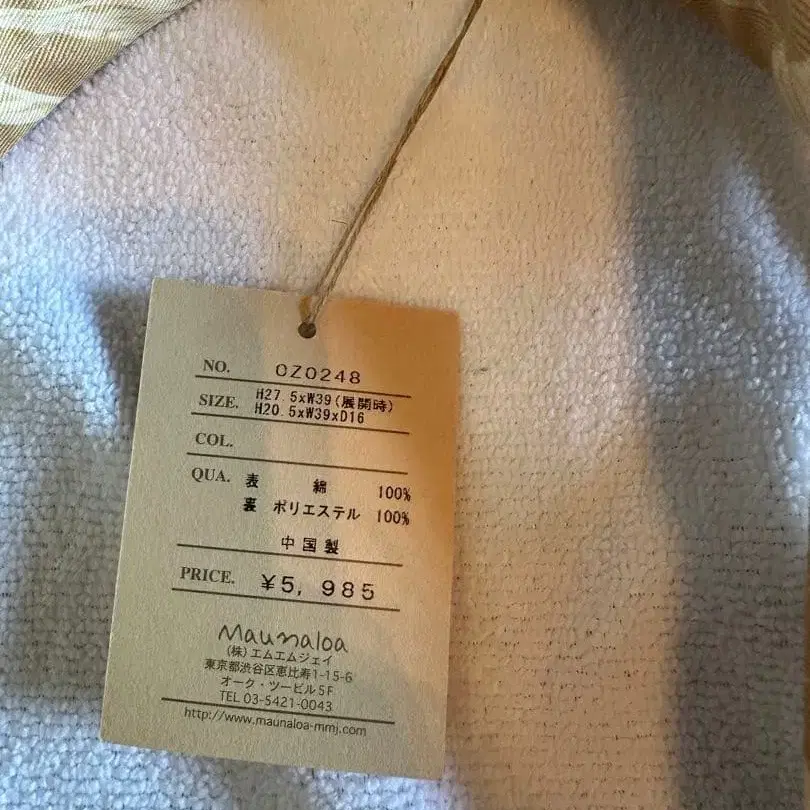 NO. OZ0248
SIZE. H27.5xW39(展開時)
H20.5xW39xD16
COL.
QUA. 表 綿 100%
裏 ポリエステル 100%
中国製
PRICE. ¥5,985
Maunaloa
(株)エムエムジェイ
東京都渋谷区恵比寿1-15-6
オーク・ツービル5F
TEL 03-5421-0043
http://www.maunaloa-mmj.com